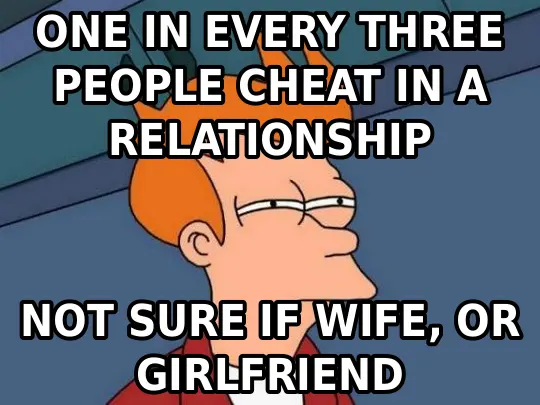 ONE IN EVERY THREE
PEOPLE CHEAT IN A
RELATIONSHIP
NOT SURE IF WIFE, OR
GIRLFRIEND